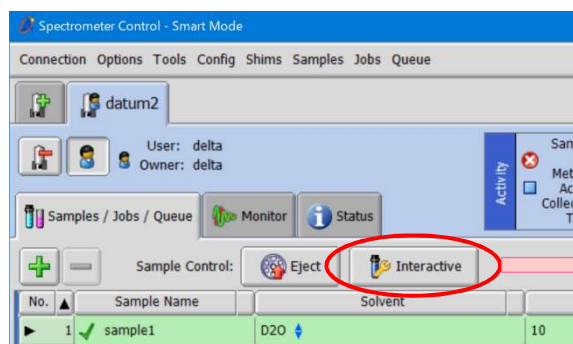 Spectrometer Control - Smart Mode
Connection Options Tools Config Shims Samples Jobs Queue
datum2
User: delta
Owner: delta
Activity
Sam
Met
Ac
Collec
T
Samples / Jobs / Queue Monitor Status
Sample Control: Eject Interactive
No. Sample Name Solvent
1 sample1 D2O 10